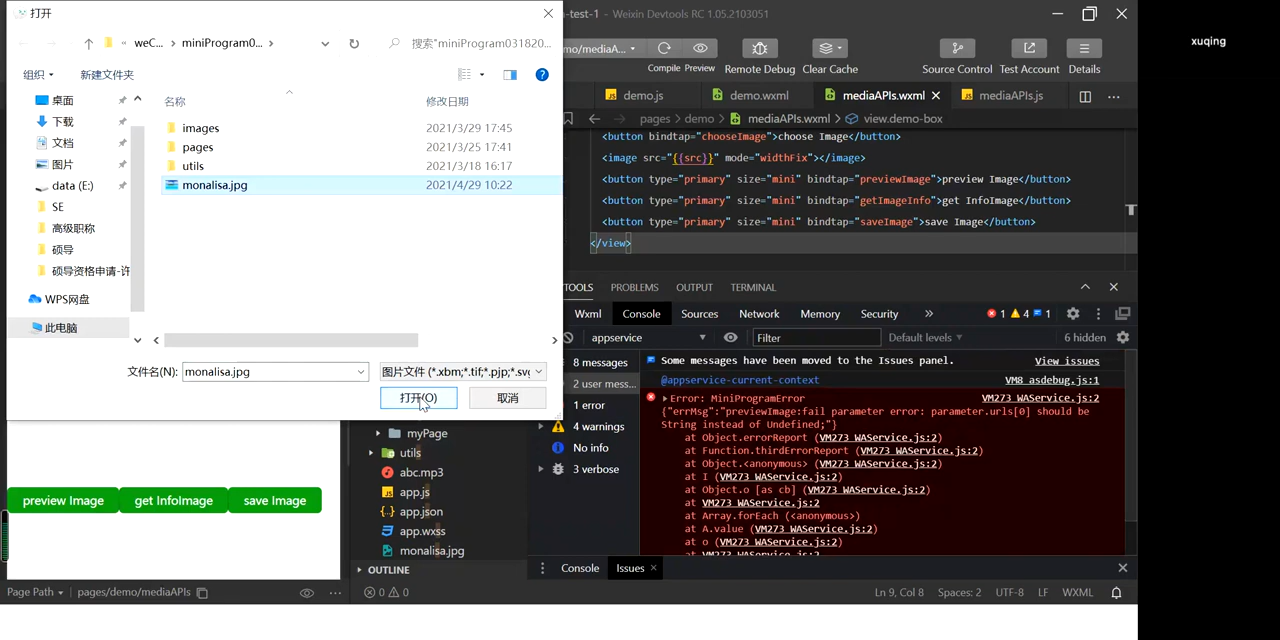 打开
-test-1 - Weixin Devtools RC 1.05.2103051
xuqing
« weC... › miniProgram0... ›
搜索"miniProgram031820...
mo/mediaA...
Compile Preview Remote Debug Clear Cache Source Control Test Account Details
组织 新建文件夹
demo.js demo.wxml mediaAPIs.wxml mediaAPIs.js
桌面
下载
文档
图片
data (E:)
SE
高级职称
硕导
硕导资格申请-许
WPS网盘
此电脑
名称 修改日期
images 2021/3/29 17:45
pages 2021/3/25 17:41
utils 2021/3/18 16:17
monalisa.jpg 2021/4/29 10:22
文件名(N): monalisa.jpg 图片文件 (*.xbm;*.tif;*.pjp;*.svg
打开(O) 取消
pages > demo > mediaAPIs.wxml > view.demo-box
<button bindtap="chooseImage">choose Image</button>
<image src="{{src}}" mode="widthFix"></image>
<button type="primary" size="mini" bindtap="previewImage">preview Image</button>
<button type="primary" size="mini" bindtap="getImageInfo">get InfoImage</button>
<button type="primary" size="mini" bindtap="saveImage">save Image</button>
</view>
TOOLS PROBLEMS OUTPUT TERMINAL
Wxml Console Sources Network Memory Security » 1 4 1
appservice Filter Default levels 6 hidden
8 messages
2 user mess...
1 error
4 warnings
No info
3 verbose
Some messages have been moved to the Issues panel. View issues
@appservice-current-context VM8 asdebug.js:1
Error: MiniProgramError VM273 WAService.js:2
{"errMsg":"previewImage:fail parameter error: parameter.urls[0] should be
String instead of Undefined;"}
at Object.errorReport (VM273 WAService.js:2)
at Function.thirdErrorReport (VM273 WAService.js:2)
at Object.<anonymous> (VM273 WAService.js:2)
at I (VM273 WAService.js:2)
at Object.o [as cb] (VM273 WAService.js:2)
at VM273 WAService.js:2
at Array.forEach (<anonymous>)
at A.value (VM273 WAService.js:2)
at o (VM273 WAService.js:2)
at VM273 WAService.js:2
myPage
utils
abc.mp3
app.js
app.json
app.wxss
monalisa.jpg
OUTLINE
preview Image get InfoImage save Image
Console Issues
Page Path pages/demo/mediaAPIs
0 0
Ln 9, Col 8 Spaces: 2 UTF-8 LF WXML